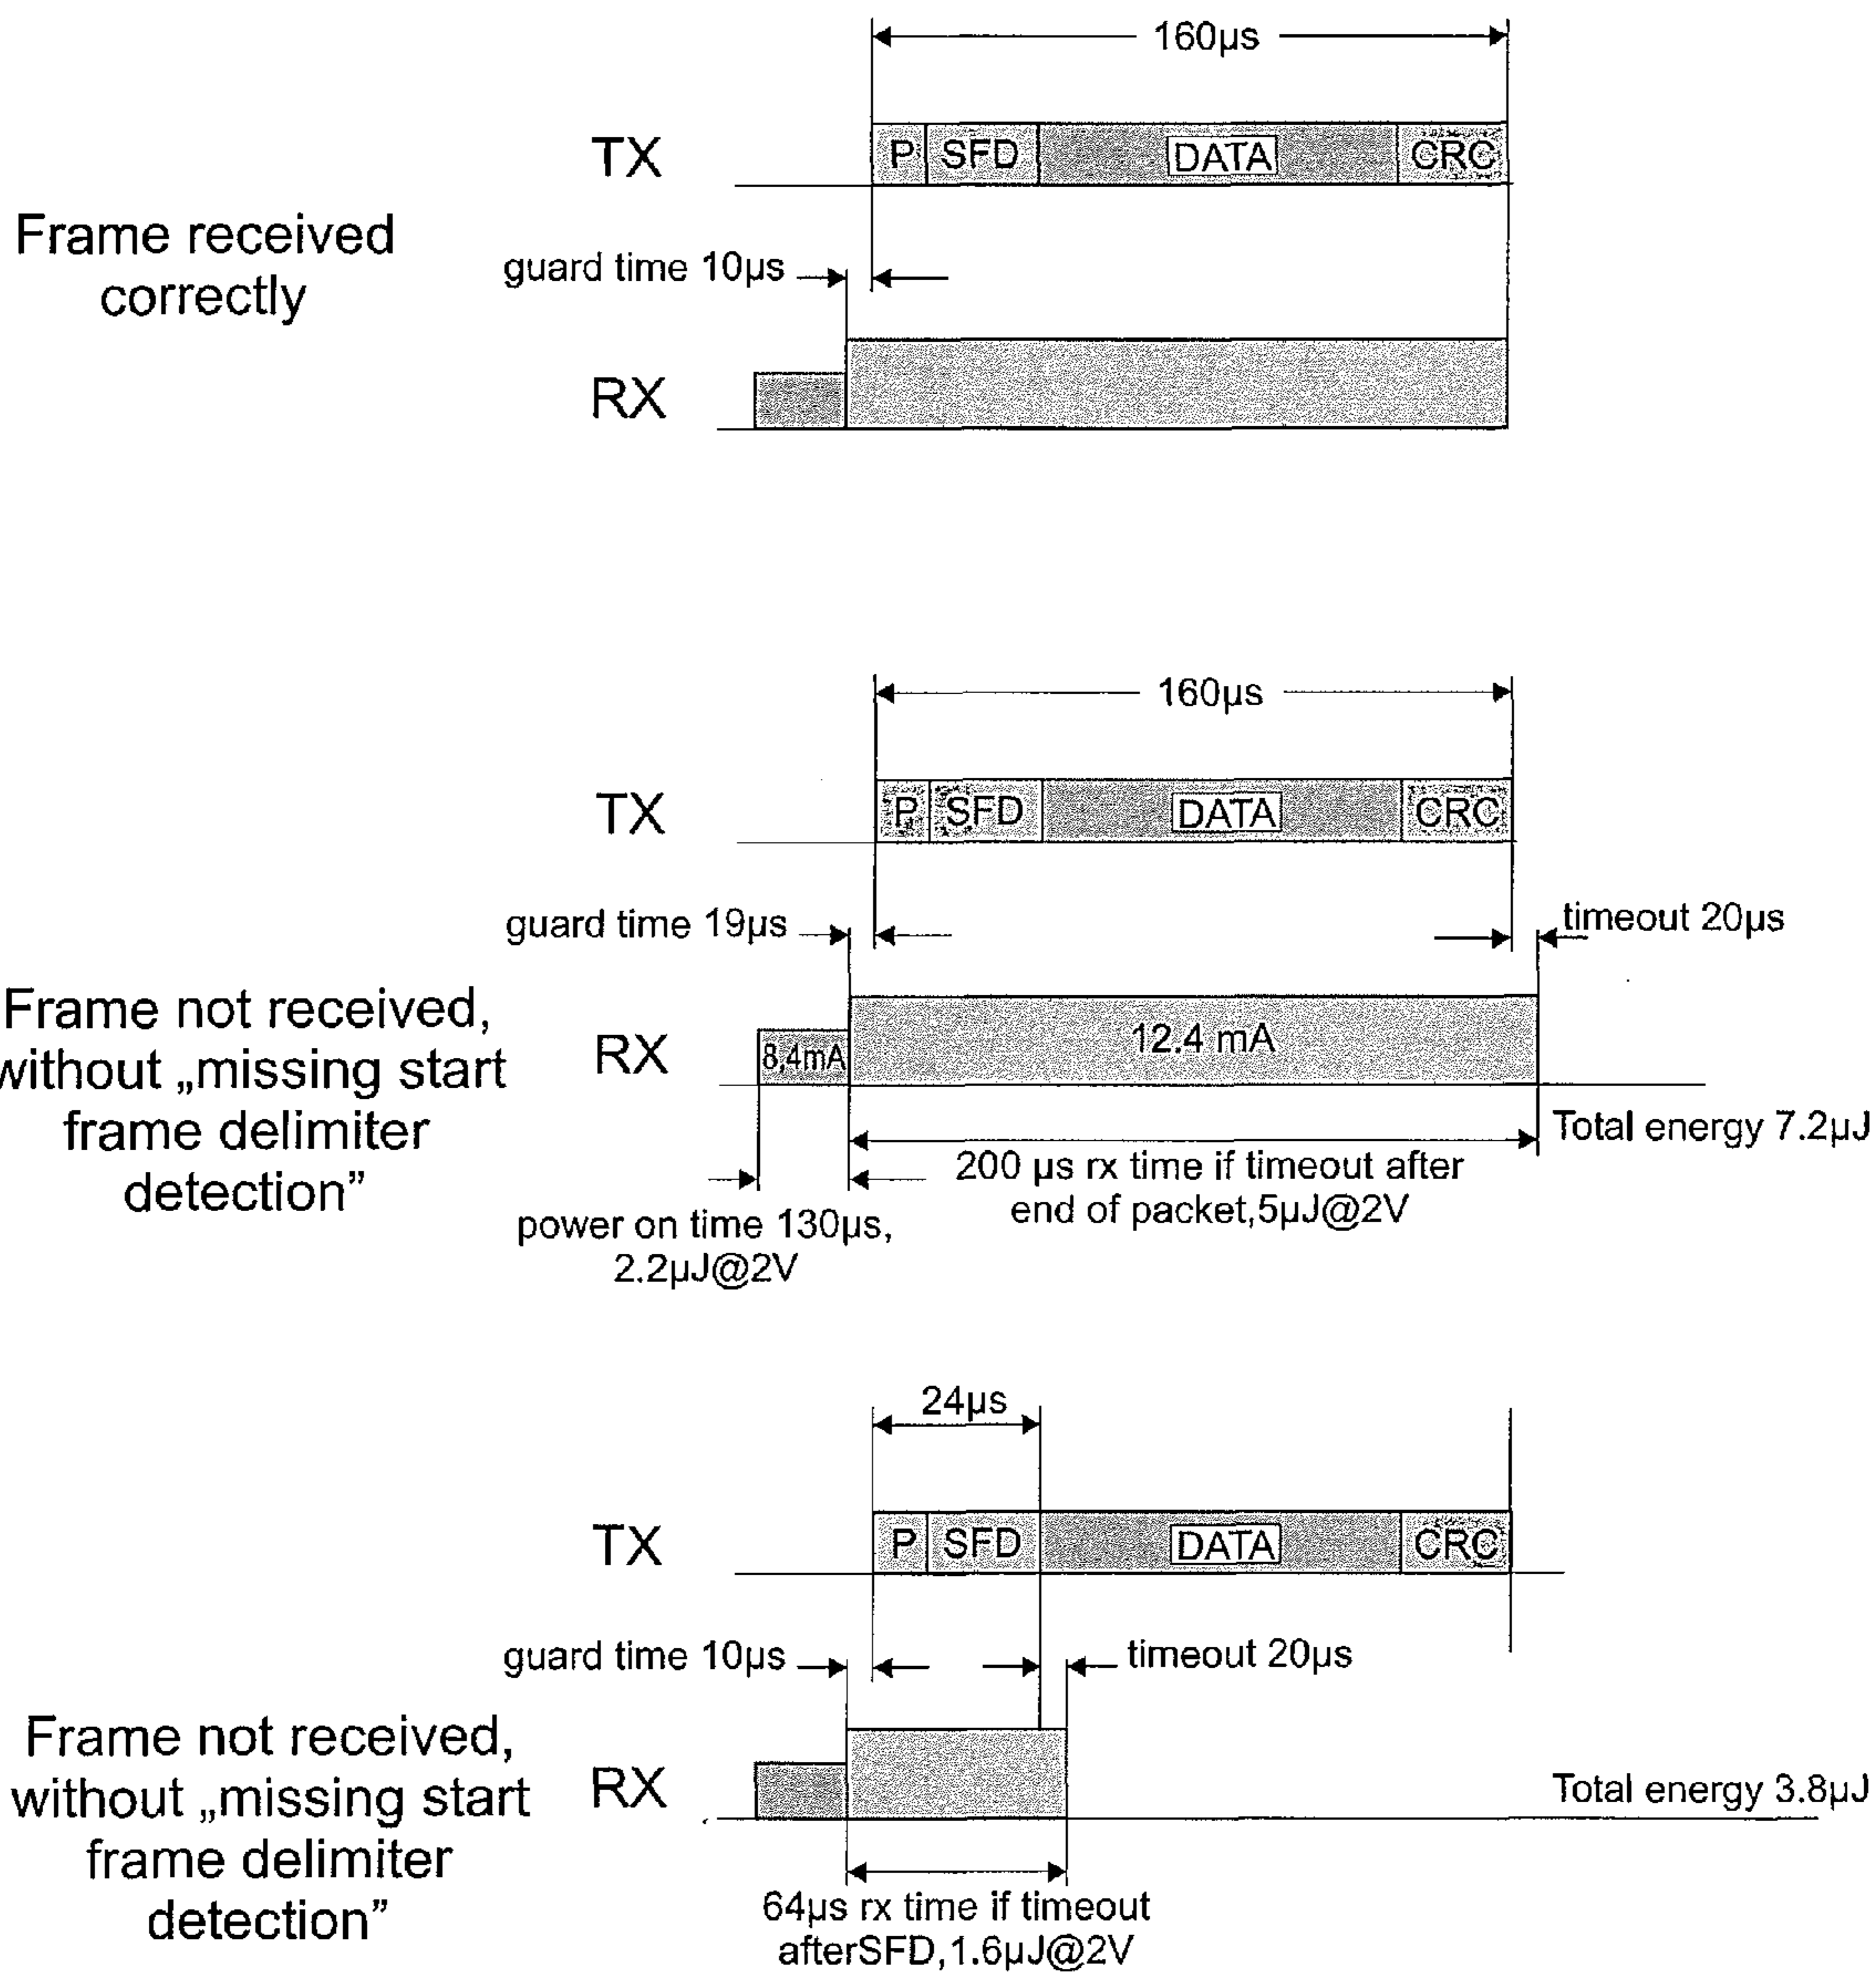 160µs
TX
P SFD DATA CRC
Frame received
correctly
guard time 10µs
RX
160µs
TX
P SFD DATA CRC
guard time 19µs
timeout 20µs
Frame not received,
without „missing start
frame delimiter
detection”
RX
8,4mA
12.4 mA
Total energy 7.2µJ
200 µs rx time if timeout after
end of packet,5µJ@2V
power on time 130µs,
2.2µJ@2V
24µs
TX
P SFD DATA CRC
guard time 10µs
timeout 20µs
Frame not received,
without „missing start
frame delimiter
detection”
RX
Total energy 3.8µJ
64µs rx time if timeout
afterSFD,1.6µJ@2V